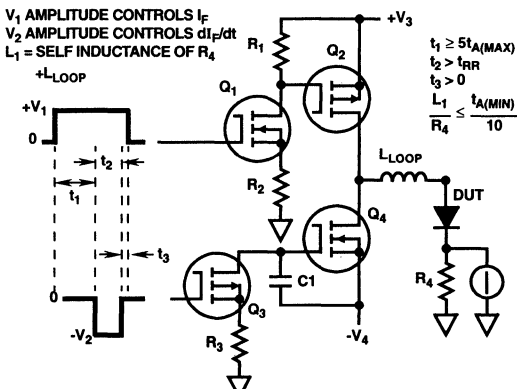 V1 AMPLITUDE CONTROLS IF
V2 AMPLITUDE CONTROLS dIF/dt
L1 = SELF INDUCTANCE OF R4
+LLOOP
+V1
0
t2
t1
t3
0
-V2
R1
Q1
R2
Q2
+V3
Q3
R3
C1
Q4
-V4
LLOOP
DUT
R4
t1 ≥ 5tA(MAX)
t2 > tRR
t3 > 0
L1/R4 ≤ tA(MIN)/10